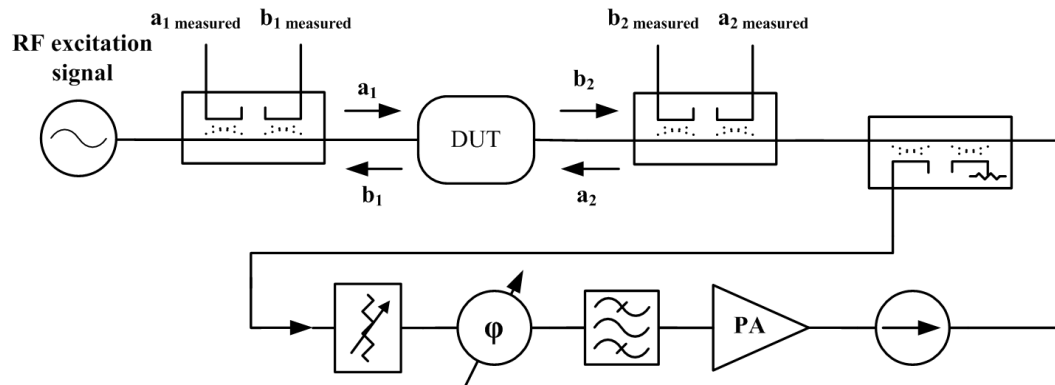 a1 measured b1 measured
b2 measured a2 measured
RF excitation
signal
a1
b2
DUT
b1
a2
φ
PA